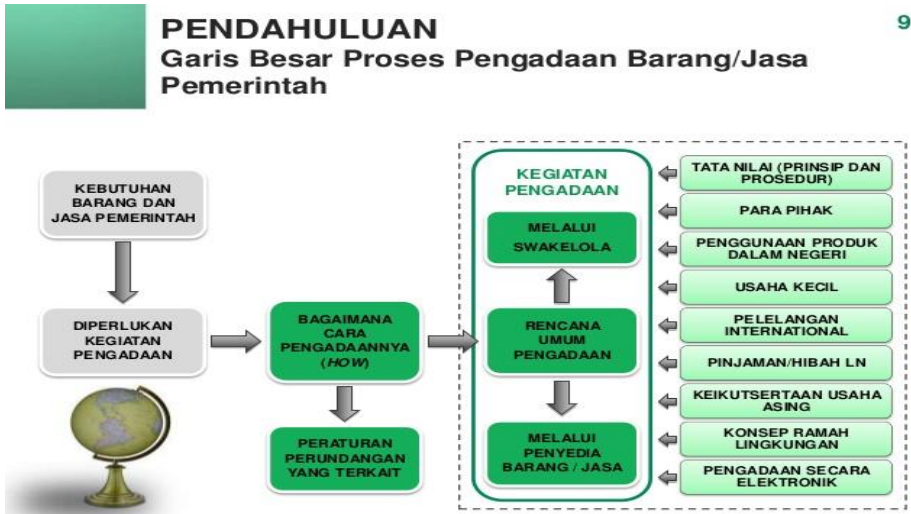 PENDAHULUAN
Garis Besar Proses Pengadaan Barang/Jasa
Pemerintah
9
KEBUTUHAN
BARANG DAN
JASA PEMERINTAH
DIPERLUKAN
KEGIATAN
PENGADAAN
BAGAIMANA
CARA
PENGADAANNYA
(HOW)
PERATURAN
PERUNDANGAN
YANG TERKAIT
KEGIATAN
PENGADAAN
MELALUI
SWAKELOLA
RENCANA
UMUM
PENGADAAN
MELALUI
PENYEDIA
BARANG / JASA
TATA NILAI (PRINSIP DAN
PROSEDUR)
PARA PIHAK
PENGGUNAAN PRODUK
DALAM NEGERI
USAHA KECIL
PELELANGAN
INTERNATIONAL
PINJAMAN/HIBAH LN
KEIKUTSERTAAN USAHA
ASING
KONSEP RAMAH
LINGKUNGAN
PENGADAAN SECARA
ELEKTRONIK